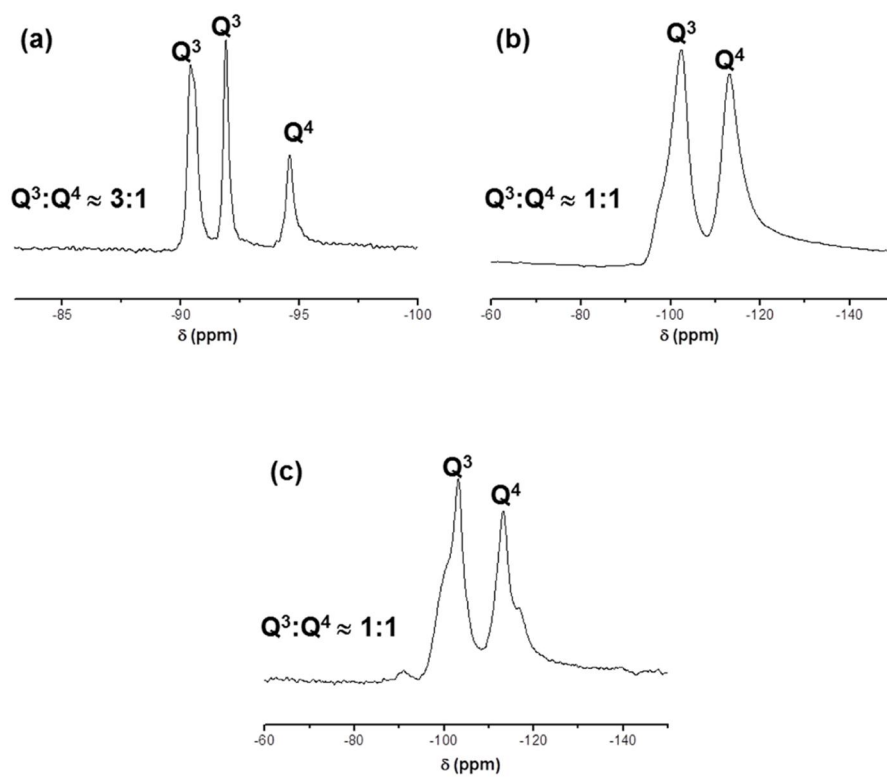 (a)
Q³
Q³
Q⁴
Q³:Q⁴ ≈ 3:1
-85
-90
-95
-100
δ (ppm)
(b)
Q³
Q⁴
Q³:Q⁴ ≈ 1:1
-60
-80
-100
-120
-140
δ (ppm)
(c)
Q³
Q⁴
Q³:Q⁴ ≈ 1:1
-60
-80
-100
-120
-140
δ (ppm)